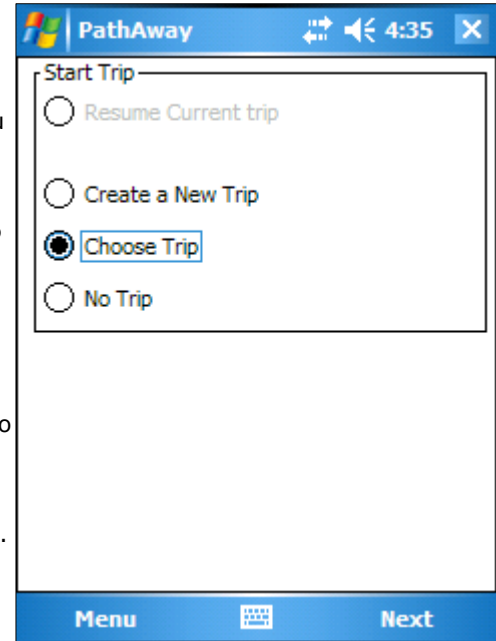 PathAway 4:35
Start Trip
Resume Current trip
Create a New Trip
Choose Trip
No Trip
Menu Next